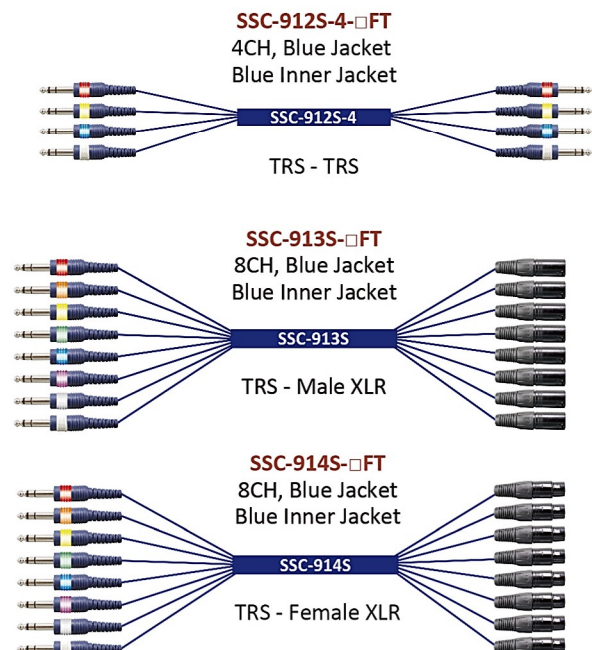 SSC-912S-4-□FT
4CH, Blue Jacket
Blue Inner Jacket
SSC-912S-4
TRS - TRS
SSC-913S-□FT
8CH, Blue Jacket
Blue Inner Jacket
SSC-913S
TRS - Male XLR
SSC-914S-□FT
8CH, Blue Jacket
Blue Inner Jacket
SSC-914S
TRS - Female XLR